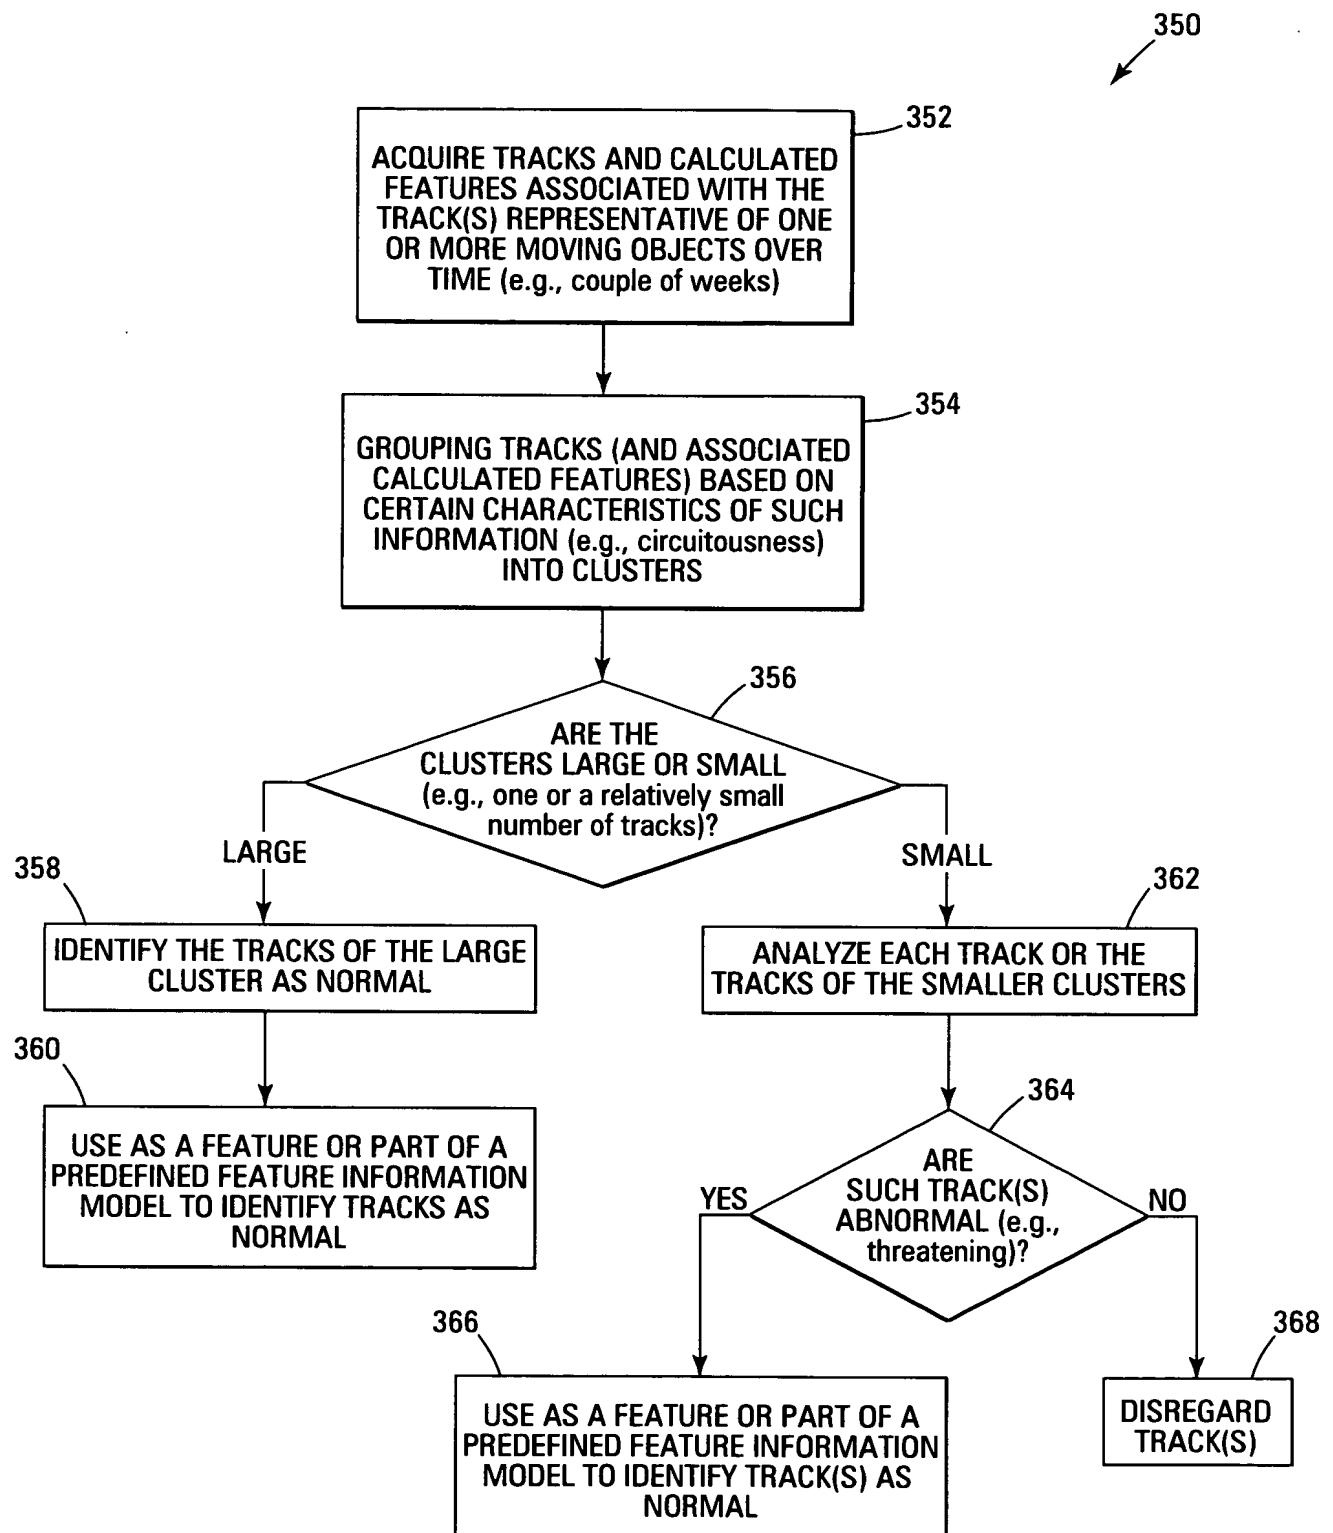 350
352
ACQUIRE TRACKS AND CALCULATED
FEATURES ASSOCIATED WITH THE
TRACK(S) REPRESENTATIVE OF ONE
OR MORE MOVING OBJECTS OVER
TIME (e.g., couple of weeks)
354
GROUPING TRACKS (AND ASSOCIATED
CALCULATED FEATURES) BASED ON
CERTAIN CHARACTERISTICS OF SUCH
INFORMATION (e.g., circuitousness)
INTO CLUSTERS
356
ARE THE
CLUSTERS LARGE OR SMALL
(e.g., one or a relatively small
number of tracks)?
LARGE
SMALL
358
IDENTIFY THE TRACKS OF THE LARGE
CLUSTER AS NORMAL
362
ANALYZE EACH TRACK OR THE
TRACKS OF THE SMALLER CLUSTERS
360
USE AS A FEATURE OR PART OF A
PREDEFINED FEATURE INFORMATION
MODEL TO IDENTIFY TRACKS AS
NORMAL
364
ARE
SUCH TRACK(S)
ABNORMAL (e.g.,
threatening)?
YES
NO
366
USE AS A FEATURE OR PART OF A
PREDEFINED FEATURE INFORMATION
MODEL TO IDENTIFY TRACK(S) AS
NORMAL
368
DISREGARD
TRACK(S)